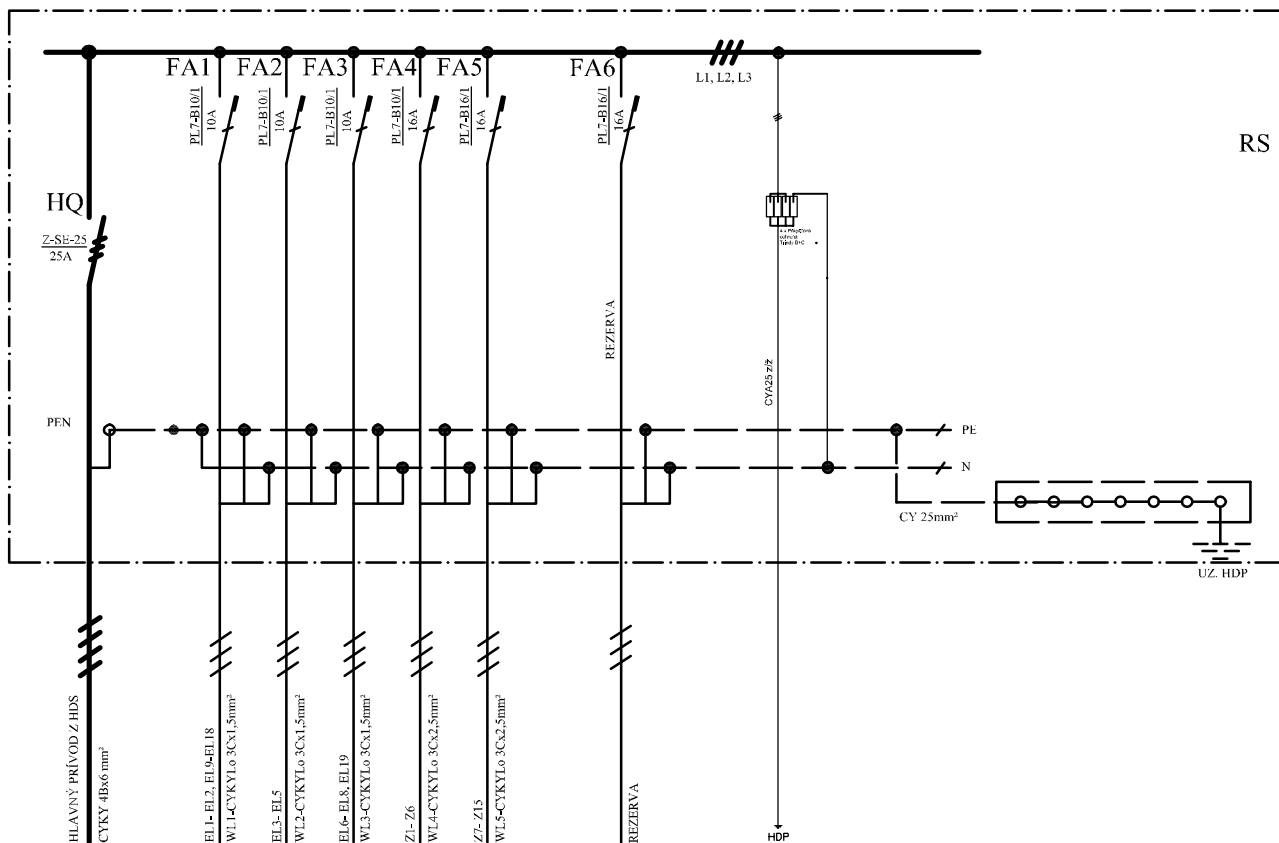 FA1
FA2
FA3
FA4
FA5
FA6
L1, L2, L3
RS
PL7-B10/1
10A
PL7-B10/1
10A
PL7-B10/1
10A
PL7-B10/1
16A
PL7-B16/1
16A
PL7-B16/1
16A
HQ
Z-SE-25
25A
Triedy B+C
REZERVA
CYA25 z/ž
PEN
PE
N
CY 25mm²
UZ. HDP
HLAVNÝ PRÍVOD Z HDS
CYKY 4Bx6 mm²
EL1- EL2, EL9-EL18
WL1-CYKYLo 3Cx1,5mm²
EL3- EL5
WL2-CYKYLo 3Cx1,5mm²
EL6- EL8, EL19
WL3-CYKYLo 3Cx1,5mm²
Z1- Z6
WL4-CYKYLo 3Cx2,5mm²
Z7- Z15
WL5-CYKYLo 3Cx2,5mm²
REZERVA
HDP